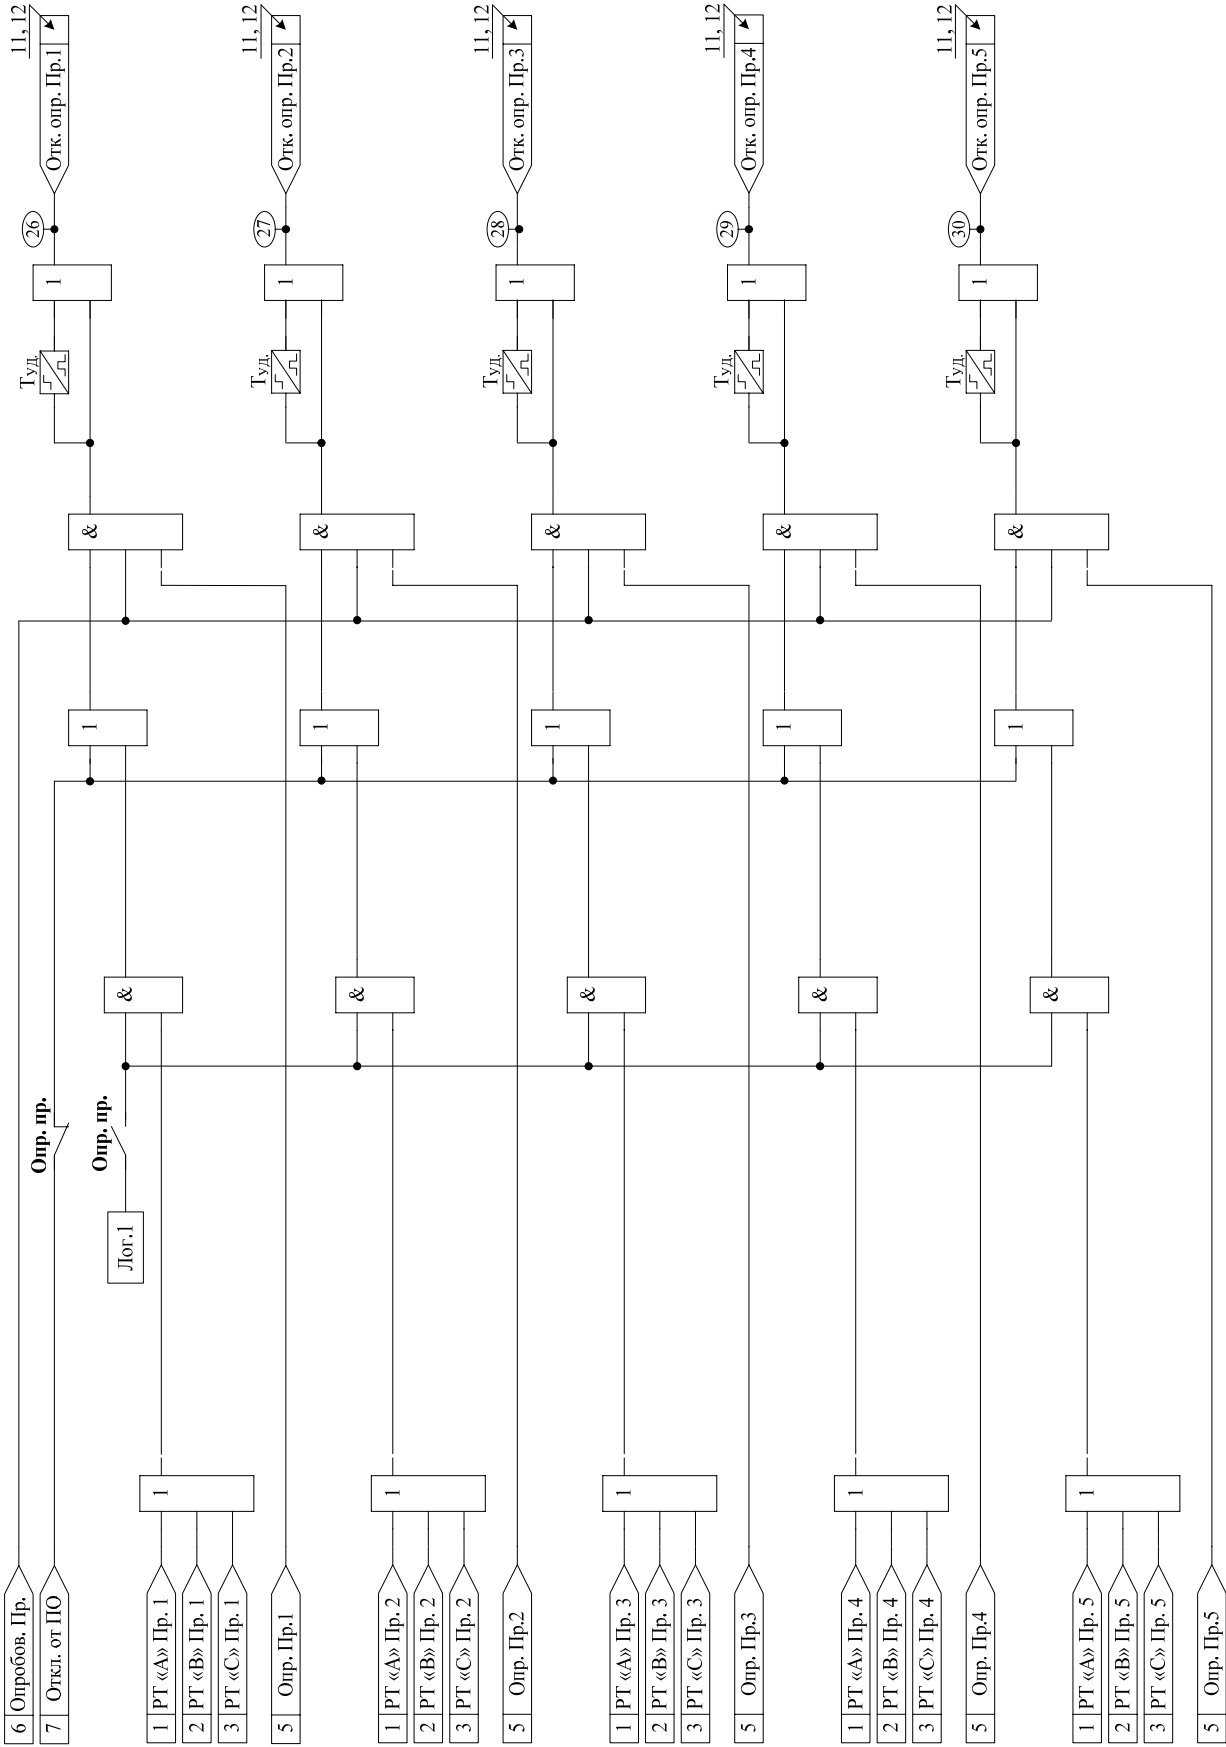 6 Опробов. Пр.
7 Откл. от ПО
Опр. пр.
Опр. пр.
Лог.1
1 РТ «А» Пр. 1
2 РТ «В» Пр. 1
3 РТ «С» Пр. 1
1
&
1
&
Tуд.
1
26
Отк. опр. Пр.1
11, 12
5 Опр. Пр.1
1 РТ «А» Пр. 2
2 РТ «В» Пр. 2
3 РТ «С» Пр. 2
1
&
1
&
Tуд.
1
27
Отк. опр. Пр.2
11, 12
5 Опр. Пр.2
1 РТ «А» Пр. 3
2 РТ «В» Пр. 3
3 РТ «С» Пр. 3
1
&
1
&
Tуд.
1
28
Отк. опр. Пр.3
11, 12
5 Опр. Пр.3
1 РТ «А» Пр. 4
2 РТ «В» Пр. 4
3 РТ «С» Пр. 4
1
&
1
&
Tуд.
1
29
Отк. опр. Пр.4
11, 12
5 Опр. Пр.4
1 РТ «А» Пр. 5
2 РТ «В» Пр. 5
3 РТ «С» Пр. 5
1
&
1
&
Tуд.
1
30
Отк. опр. Пр.5
11, 12
5 Опр. Пр.5